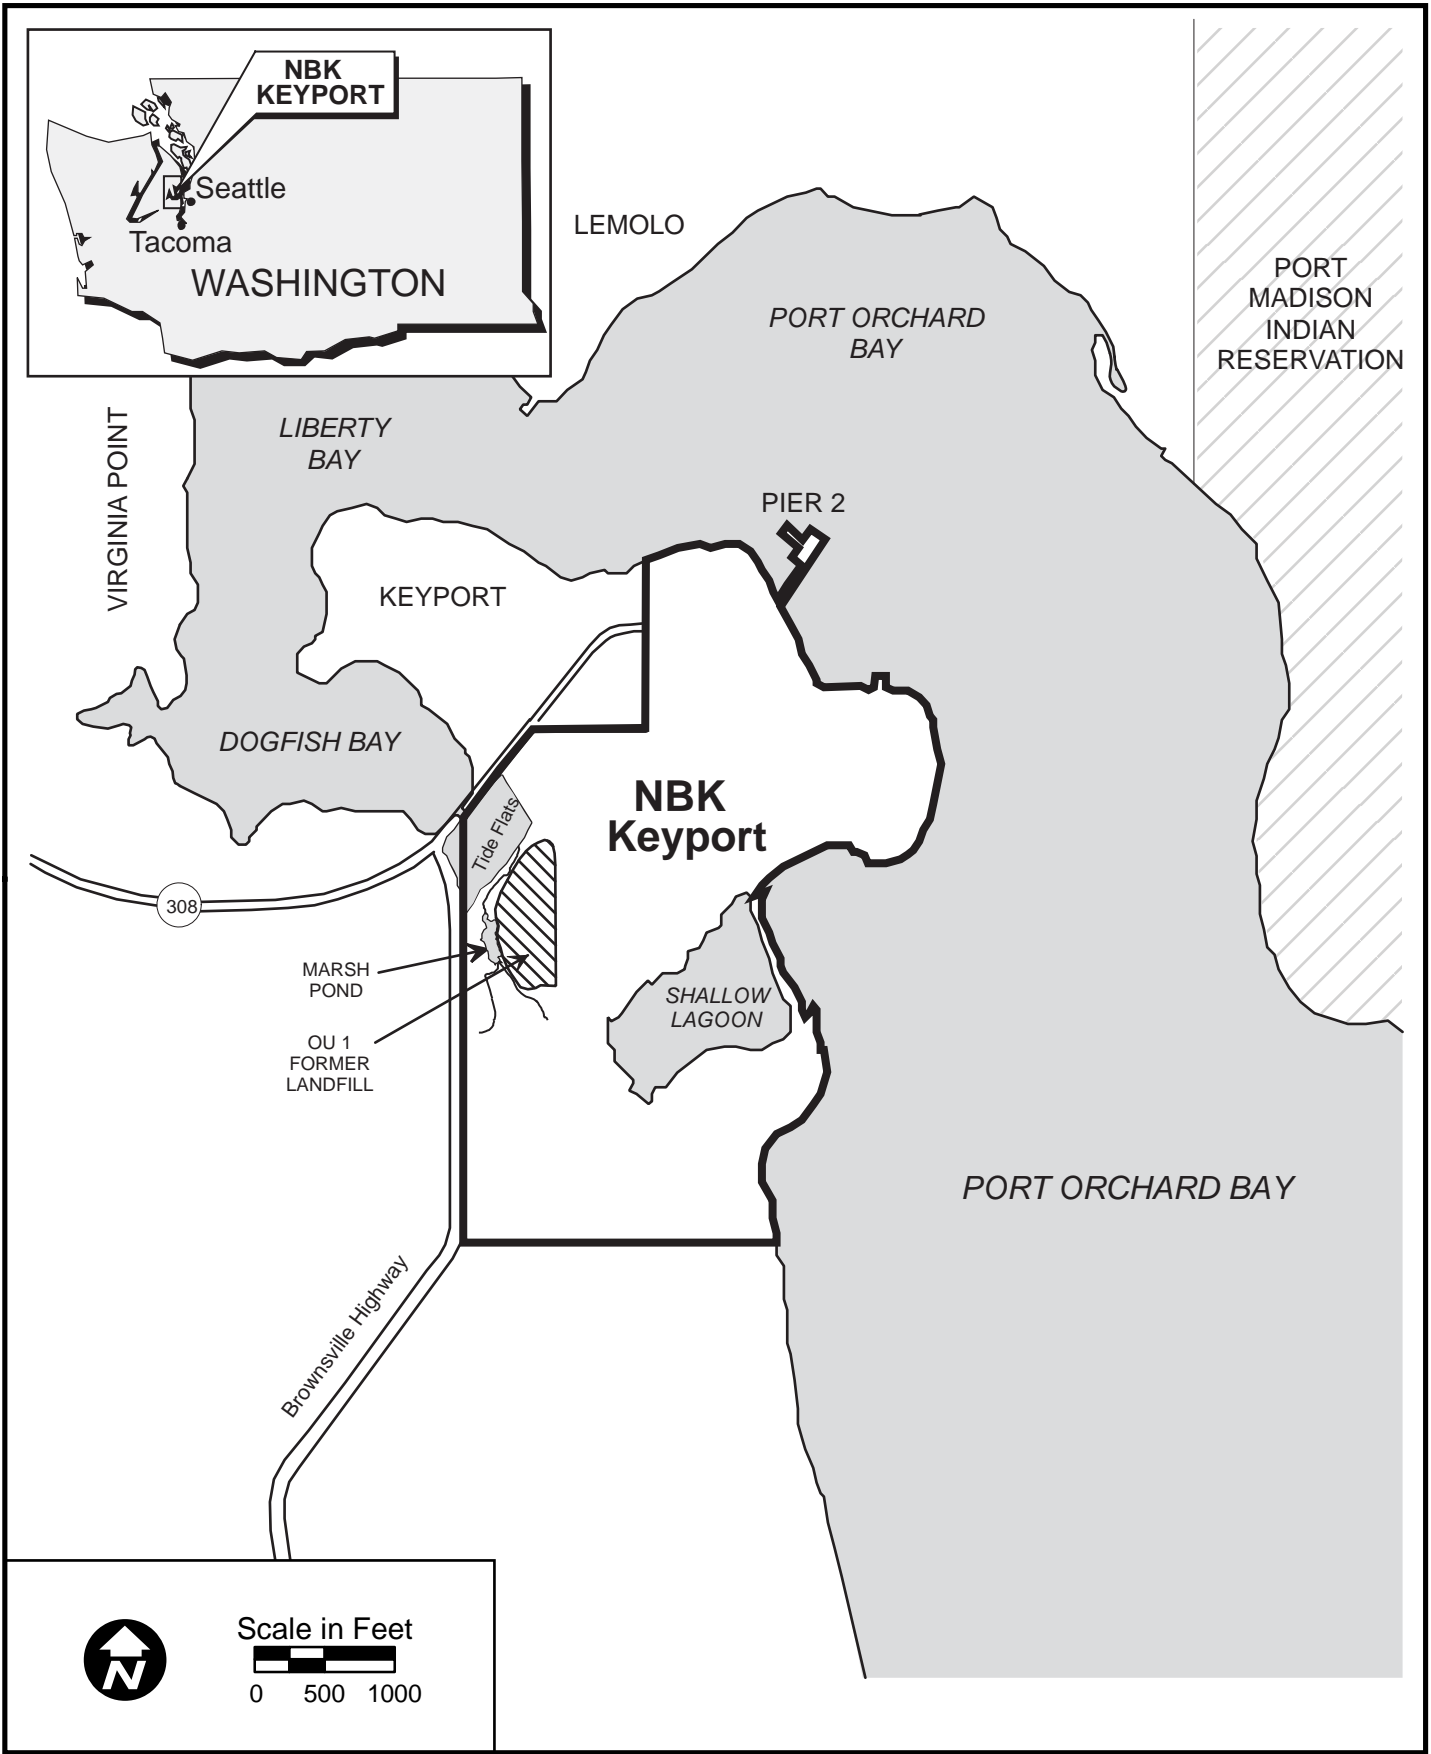 NBK
KEYPORT
Seattle
Tacoma
WASHINGTON
LEMOLO
PORT ORCHARD
BAY
PORT
MADISON
INDIAN
RESERVATION
VIRGINIA POINT
LIBERTY
BAY
PIER 2
KEYPORT
DOGFISH BAY
NBK
Keyport
Tide Flats
308
MARSH
POND
SHALLOW
LAGOON
OU 1
FORMER
LANDFILL
PORT ORCHARD BAY
Brownsville Highway
N
Scale in Feet
0 500 1000